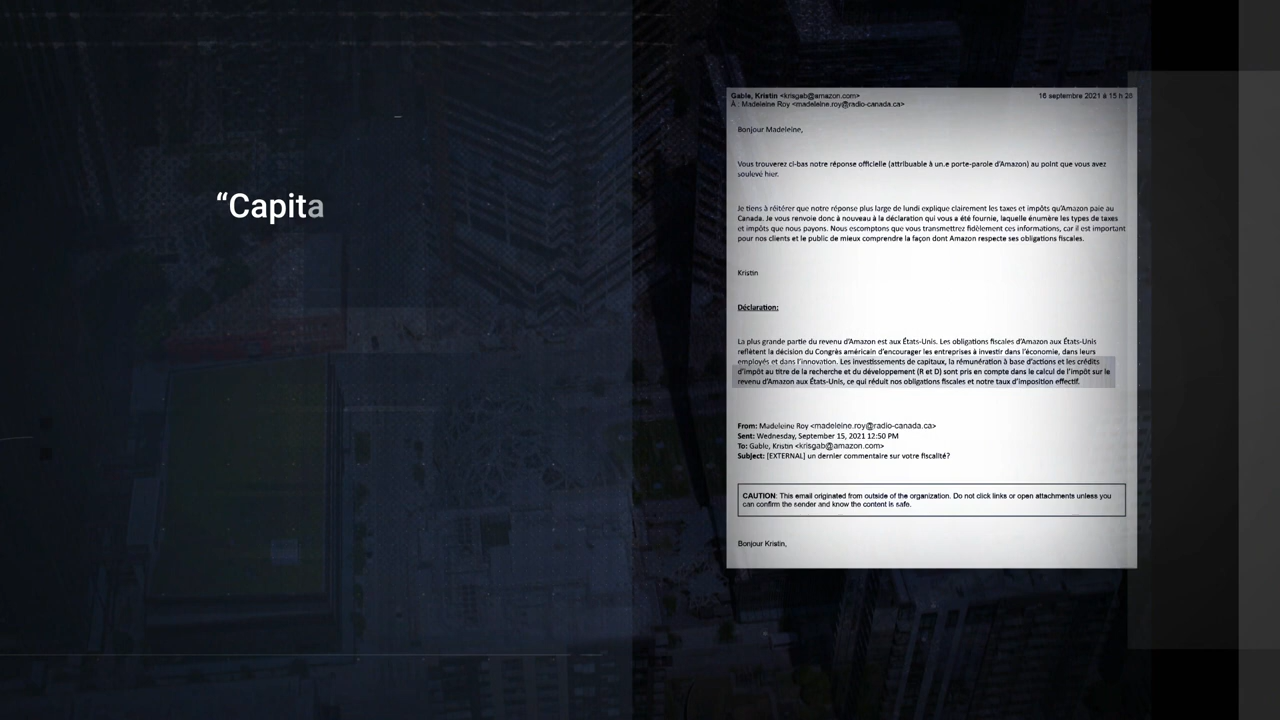 “Capita
Gable, Kristin <krisgab@amazon.com>
16 septembre 2021 à 15 h 26
À : Madeleine Roy <madeleine.roy@radio-canada.ca>
Bonjour Madeleine,
Vous trouverez ci-bas notre réponse officielle (attribuable à un.e porte-parole d’Amazon) au point que vous avez
soulevé hier.
Je tiens à réitérer que notre réponse plus large de lundi explique clairement les taxes et impôts qu’Amazon paie au
Canada. Je vous renvoie donc à nouveau à la déclaration qui vous a été fournie, laquelle énumère les types de taxes
et impôts que nous payons. Nous escomptons que vous transmettrez fidèlement ces informations, car il est important
pour nos clients et le public de mieux comprendre la façon dont Amazon respecte ses obligations fiscales.
Kristin
Déclaration:
La plus grande partie du revenu d’Amazon est aux États-Unis. Les obligations fiscales d’Amazon aux États-Unis
reflètent la décision du Congrès américain d’encourager les entreprises à investir dans l’économie, dans leurs
employés et dans l’innovation. Les investissements de capitaux, la rémunération à base d’actions et les crédits
d’impôt au titre de la recherche et du développement (R et D) sont pris en compte dans le calcul de l’impôt sur le
revenu d’Amazon aux États-Unis, ce qui réduit nos obligations fiscales et notre taux d’imposition effectif.
From: Madeleine Roy <madeleine.roy@radio-canada.ca>
Sent: Wednesday, September 15, 2021 12:50 PM
To: Gable, Kristin <krisgab@amazon.com>
Subject: [EXTERNAL] un dernier commentaire sur votre fiscalité?
CAUTION: This email originated from outside of the organization. Do not click links or open attachments unless you
can confirm the sender and know the content is safe.
Bonjour Kristin,